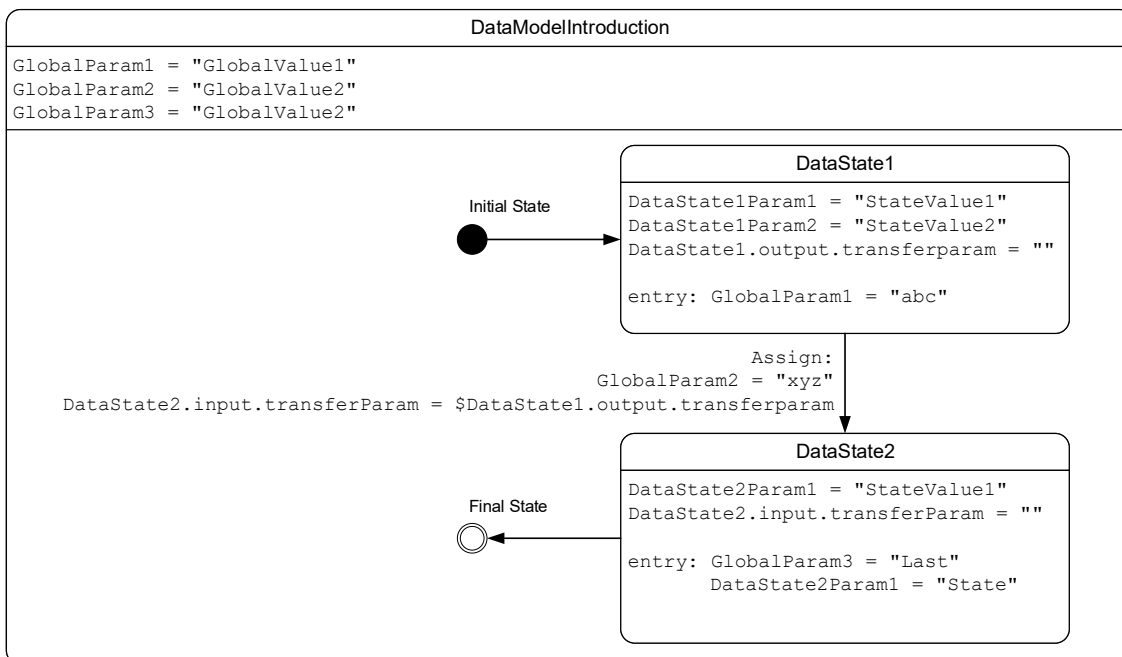 DataModelIntroduction
GlobalParam1 = "GlobalValue1"
GlobalParam2 = "GlobalValue2"
GlobalParam3 = "GlobalValue2"
DataState1
DataState1Param1 = "StateValue1"
DataState1Param2 = "StateValue2"
DataState1.output.transferparam = ""
entry: GlobalParam1 = "abc"
Initial State
Assign:
GlobalParam2 = "xyz"
DataState2.input.transferParam = $DataState1.output.transferparam
DataState2
DataState2Param1 = "StateValue1"
DataState2.input.transferParam = ""
entry: GlobalParam3 = "Last"
DataState2Param1 = "State"
Final State